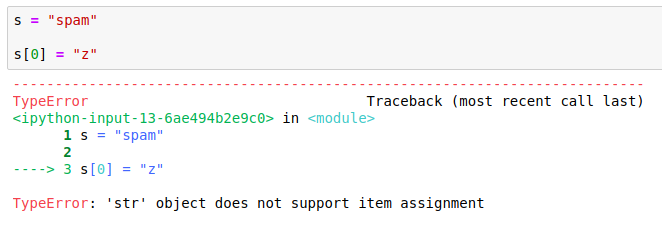 s = "spam"
s[0] = "z"
---------------------------------------------------------------------------
TypeError                                 Traceback (most recent call last)
<ipython-input-13-6ae494b2e9c0> in <module>
      1 s = "spam"
      2
----> 3 s[0] = "z"
TypeError: 'str' object does not support item assignment